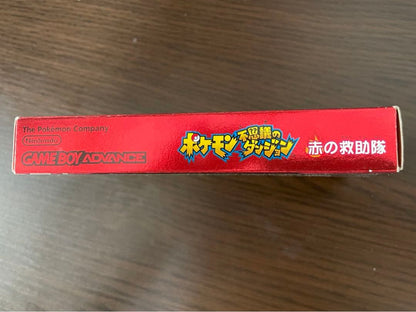 The Pokémon Company
Nintendo
GAME BOY ADVANCE
ポケモン不思議のダンジョン
赤の救助隊